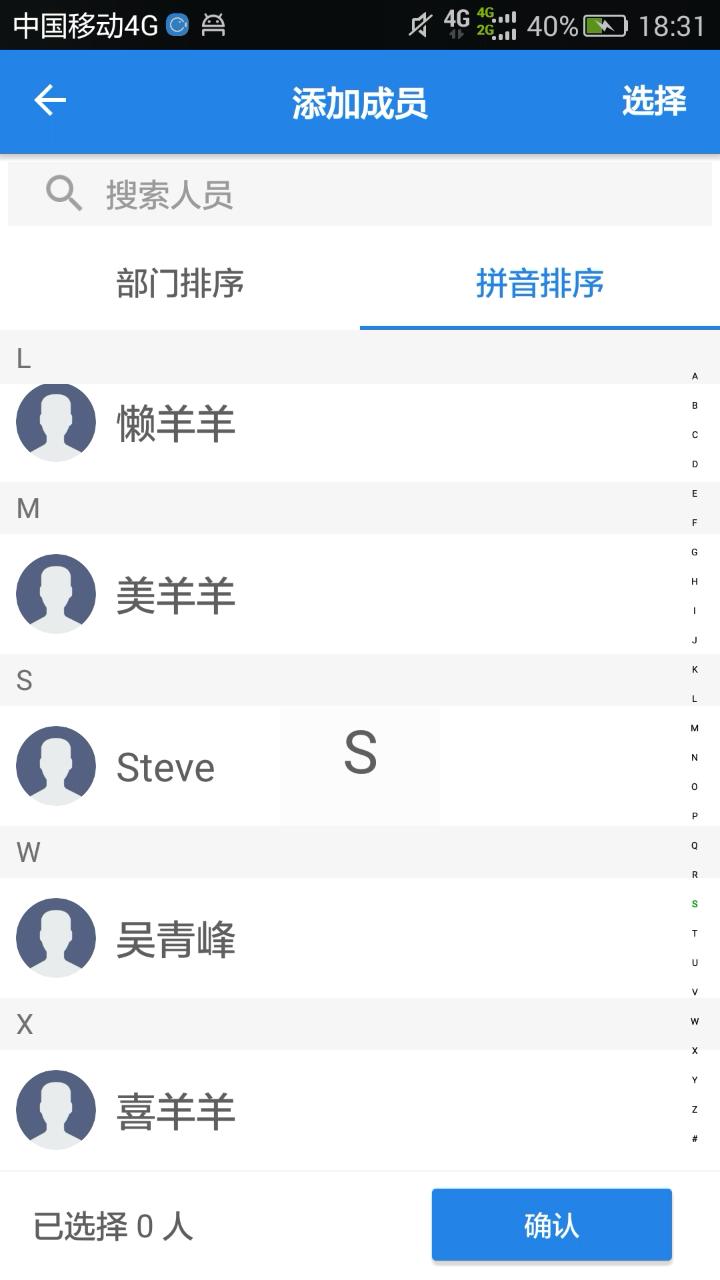 中国移动4G 4G 4G 2G 40% 18:31
添加成员 选择
搜索人员
部门排序 拼音排序
L
懒羊羊
M
美羊羊
S
Steve
S
W
吴青峰
X
喜羊羊
A
B
C
D
E
F
G
H
I
J
K
L
M
N
O
P
Q
R
S
T
U
V
W
X
Y
Z
#
已选择 0 人 确认